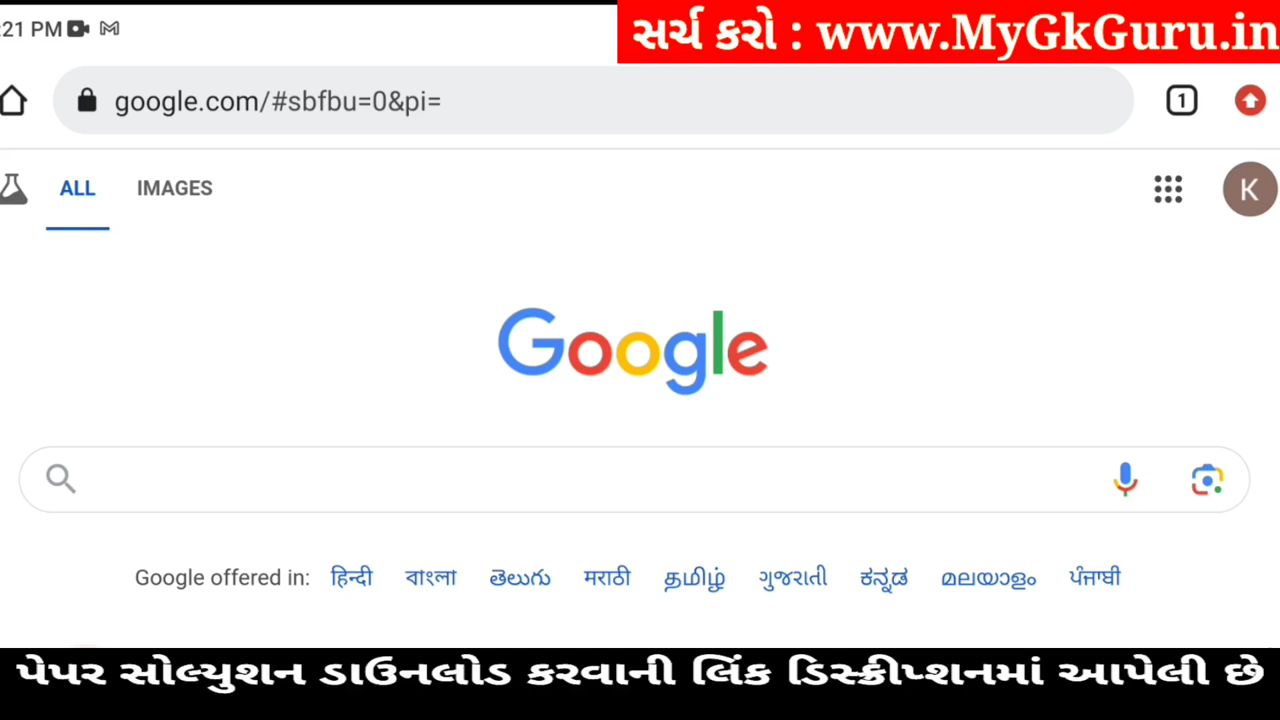 :21 PM
સર્ચ કરો : www.MyGkGuru.in
google.com/#sbfbu=0&pi=
1
ALL IMAGES
K
Google
Google offered in: हिन्दी বাংলা తెలుగు मराठी தமிழ் ગુજરાતી ಕನ್ನಡ മലയാളം ਪੰਜਾਬੀ
પેપર સોલ્યુશન ડાઉનલોડ કરવાની લિંક ડિસ્ક્રીપ્શનમાં આપેલી છે